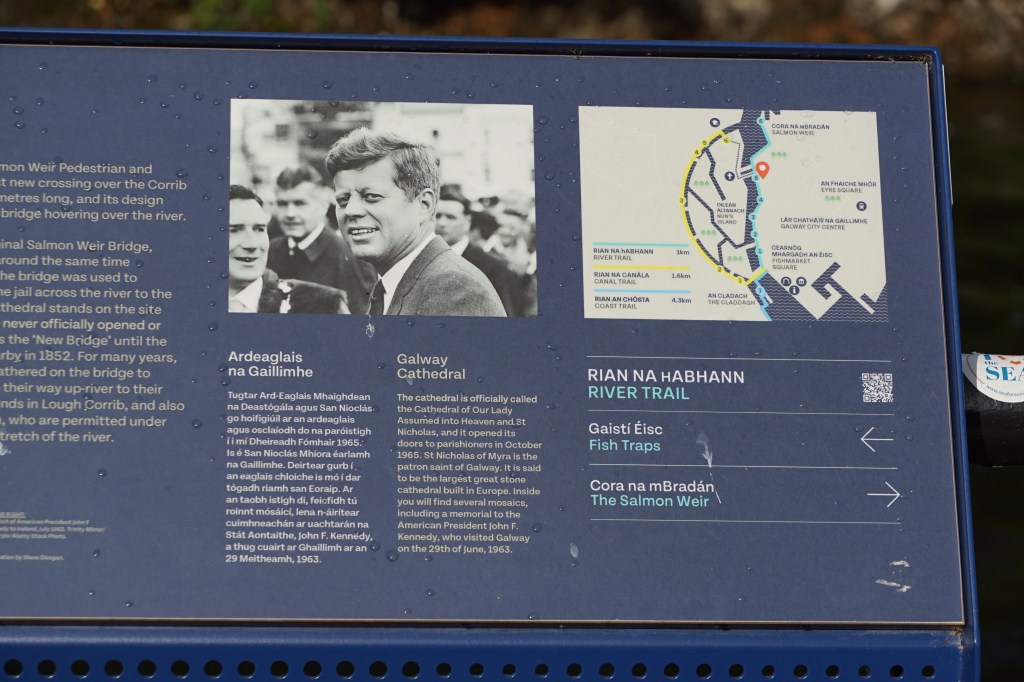 mon Weir Pedestrian and
t new crossing over the Corrib
metres long, and its design
bridge hovering over the river.
ginal Salmon Weir Bridge,
around the same time
he bridge was used to
e jail across the river to the
thedral stands on the site
never officially opened or
s the 'New Bridge' until the
rby in 1852. For many years,
athered on the bridge to
their way up-river to their
nds in Lough Corrib, and also
, who are permitted under
tretch of the river.
Ardeaglais
na Gaillimhe
Tugtar Ard-Eaglais Mhaighdean
na Deastógála agus San Nioclás
go hoifigiúil ar an ardeaglais
agus osclaíodh do na paróistigh
í i mí Dheireadh Fómhair 1965.
Is é San Nioclás Mhíora éarlamh
na Gaillimhe. Deirtear gurb í
an eaglais chloiche is mó í dar
tógadh riamh san Eoraip. Ar
an taobh istigh di, feicfidh tú
roinnt mósáicí, lena n-áirítear
cuimhneachán ar uachtarán na
Stát Aontaithe, John F. Kennedy,
a thug cuairt ar Ghaillimh ar an
29 Meitheamh, 1963.
Galway
Cathedral
The cathedral is officially called
the Cathedral of Our Lady
Assumed into Heaven and St
Nicholas, and it opened its
doors to parishioners in October
1965. St Nicholas of Myra is the
patron saint of Galway. It is said
to be the largest great stone
cathedral built in Europe. Inside
you will find several mosaics,
including a memorial to the
American President John F.
Kennedy, who visited Galway
on the 29th of June, 1963.
CORA NA mBRADÁN
SALMON WEIR
AN FHAICHE MHÓR
EYRE SQUARE
OILEÁN
ALTANACH
NUN'S
ISLAND
LÁR CHATHAIR NA GAILLIMHE
GALWAY CITY CENTRE
CEARNÓG
MHARGADH AN ÉISC
FISHMARKET
SQUARE
AN CLADACH
THE CLADDAGH
RIAN NA hABHANN 1km
RIVER TRAIL
RIAN NA CANÁLA 1.6km
CANAL TRAIL
RIAN AN CHÓSTA 4.3km
COAST TRAIL
RIAN NA HABHANN
RIVER TRAIL
Gaistí Éisc
Fish Traps
Cora na mBradán
The Salmon Weir
the
SEA